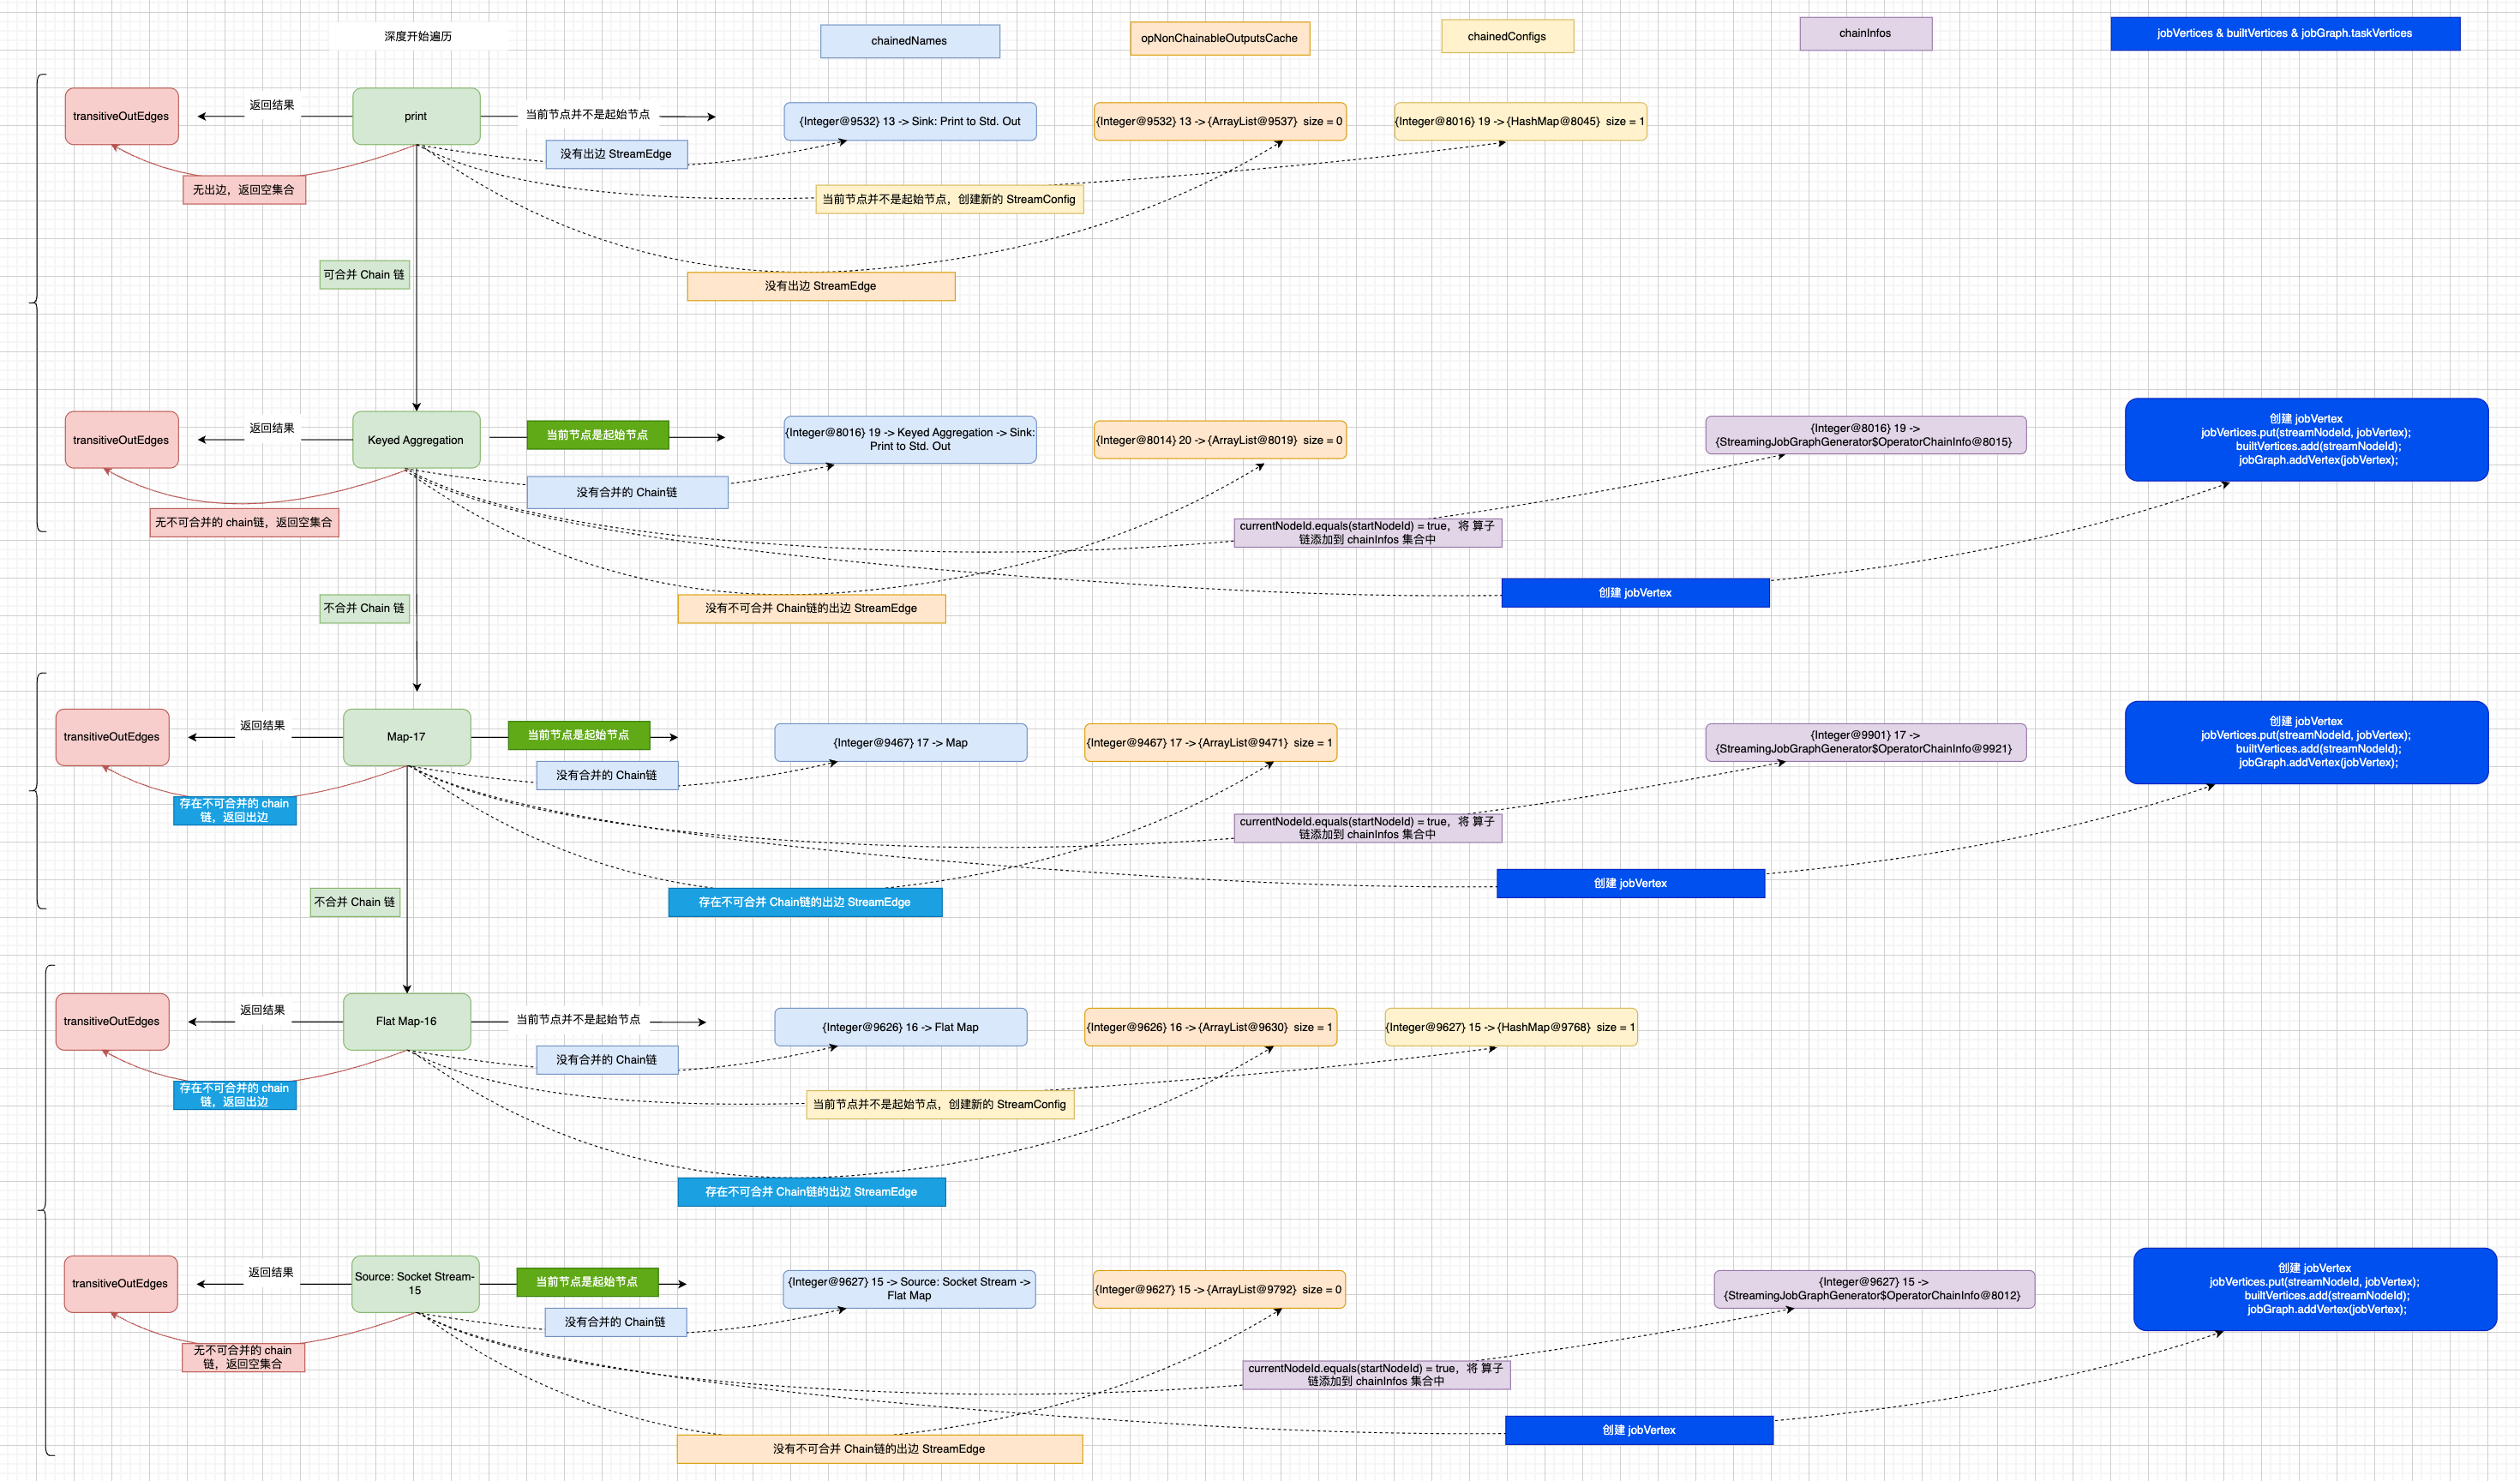 深度开始遍历
chainedNames
opNonChainableOutputsCache
chainedConfigs
chainInfos
jobVertices & builtVertices & jobGraph.taskVertices
transitiveOutEdges
返回结果
print
当前节点并不是起始节点
{Integer@9532} 13 -> Sink: Print to Std. Out
{Integer@9532} 13 -> {ArrayList@9537}  size = 0
{Integer@8016} 19 -> {HashMap@8045}  size = 1
没有出边 StreamEdge
无出边，返回空集合
当前节点并不是起始节点，创建新的 StreamConfig
可合并 Chain 链
没有出边 StreamEdge
transitiveOutEdges
返回结果
Keyed Aggregation
当前节点是起始节点
{Integer@8016} 19 -> Keyed Aggregation -> Sink:
Print to Std. Out
{Integer@8014} 20 -> {ArrayList@8019}  size = 0
{Integer@8016} 19 ->
{StreamingJobGraphGenerator$OperatorChainInfo@8015}
创建 jobVertex
jobVertices.put(streamNodeId, jobVertex);
builtVertices.add(streamNodeId);
jobGraph.addVertex(jobVertex);
没有合并的 Chain链
无不可合并的 chain链，返回空集合
currentNodeId.equals(startNodeId) = true，将 算子
链添加到 chainInfos 集合中
创建 jobVertex
不合并 Chain 链
没有不可合并 Chain链的出边 StreamEdge
transitiveOutEdges
返回结果
Map-17
当前节点是起始节点
{Integer@9467} 17 -> Map
{Integer@9467} 17 -> {ArrayList@9471}  size = 1
{Integer@9901} 17 ->
{StreamingJobGraphGenerator$OperatorChainInfo@9921}
创建 jobVertex
jobVertices.put(streamNodeId, jobVertex);
builtVertices.add(streamNodeId);
jobGraph.addVertex(jobVertex);
没有合并的 Chain链
存在不可合并的 chain
链，返回出边
currentNodeId.equals(startNodeId) = true，将 算子
链添加到 chainInfos 集合中
创建 jobVertex
不合并 Chain 链
存在不可合并 Chain链的出边 StreamEdge
transitiveOutEdges
返回结果
Flat Map-16
当前节点并不是起始节点
{Integer@9626} 16 -> Flat Map
{Integer@9626} 16 -> {ArrayList@9630}  size = 1
{Integer@9627} 15 -> {HashMap@9768}  size = 1
没有合并的 Chain链
存在不可合并的 chain
链，返回出边
当前节点并不是起始节点，创建新的 StreamConfig
存在不可合并 Chain链的出边 StreamEdge
transitiveOutEdges
返回结果
Source: Socket Stream-
15
当前节点是起始节点
{Integer@9627} 15 -> Source: Socket Stream ->
Flat Map
{Integer@9627} 15 -> {ArrayList@9792}  size = 0
{Integer@9627} 15 ->
{StreamingJobGraphGenerator$OperatorChainInfo@8012}
创建 jobVertex
jobVertices.put(streamNodeId, jobVertex);
builtVertices.add(streamNodeId);
jobGraph.addVertex(jobVertex);
没有合并的 Chain链
无不可合并的 chain
链，返回空集合
currentNodeId.equals(startNodeId) = true，将 算子
链添加到 chainInfos 集合中
创建 jobVertex
没有不可合并 Chain链的出边 StreamEdge